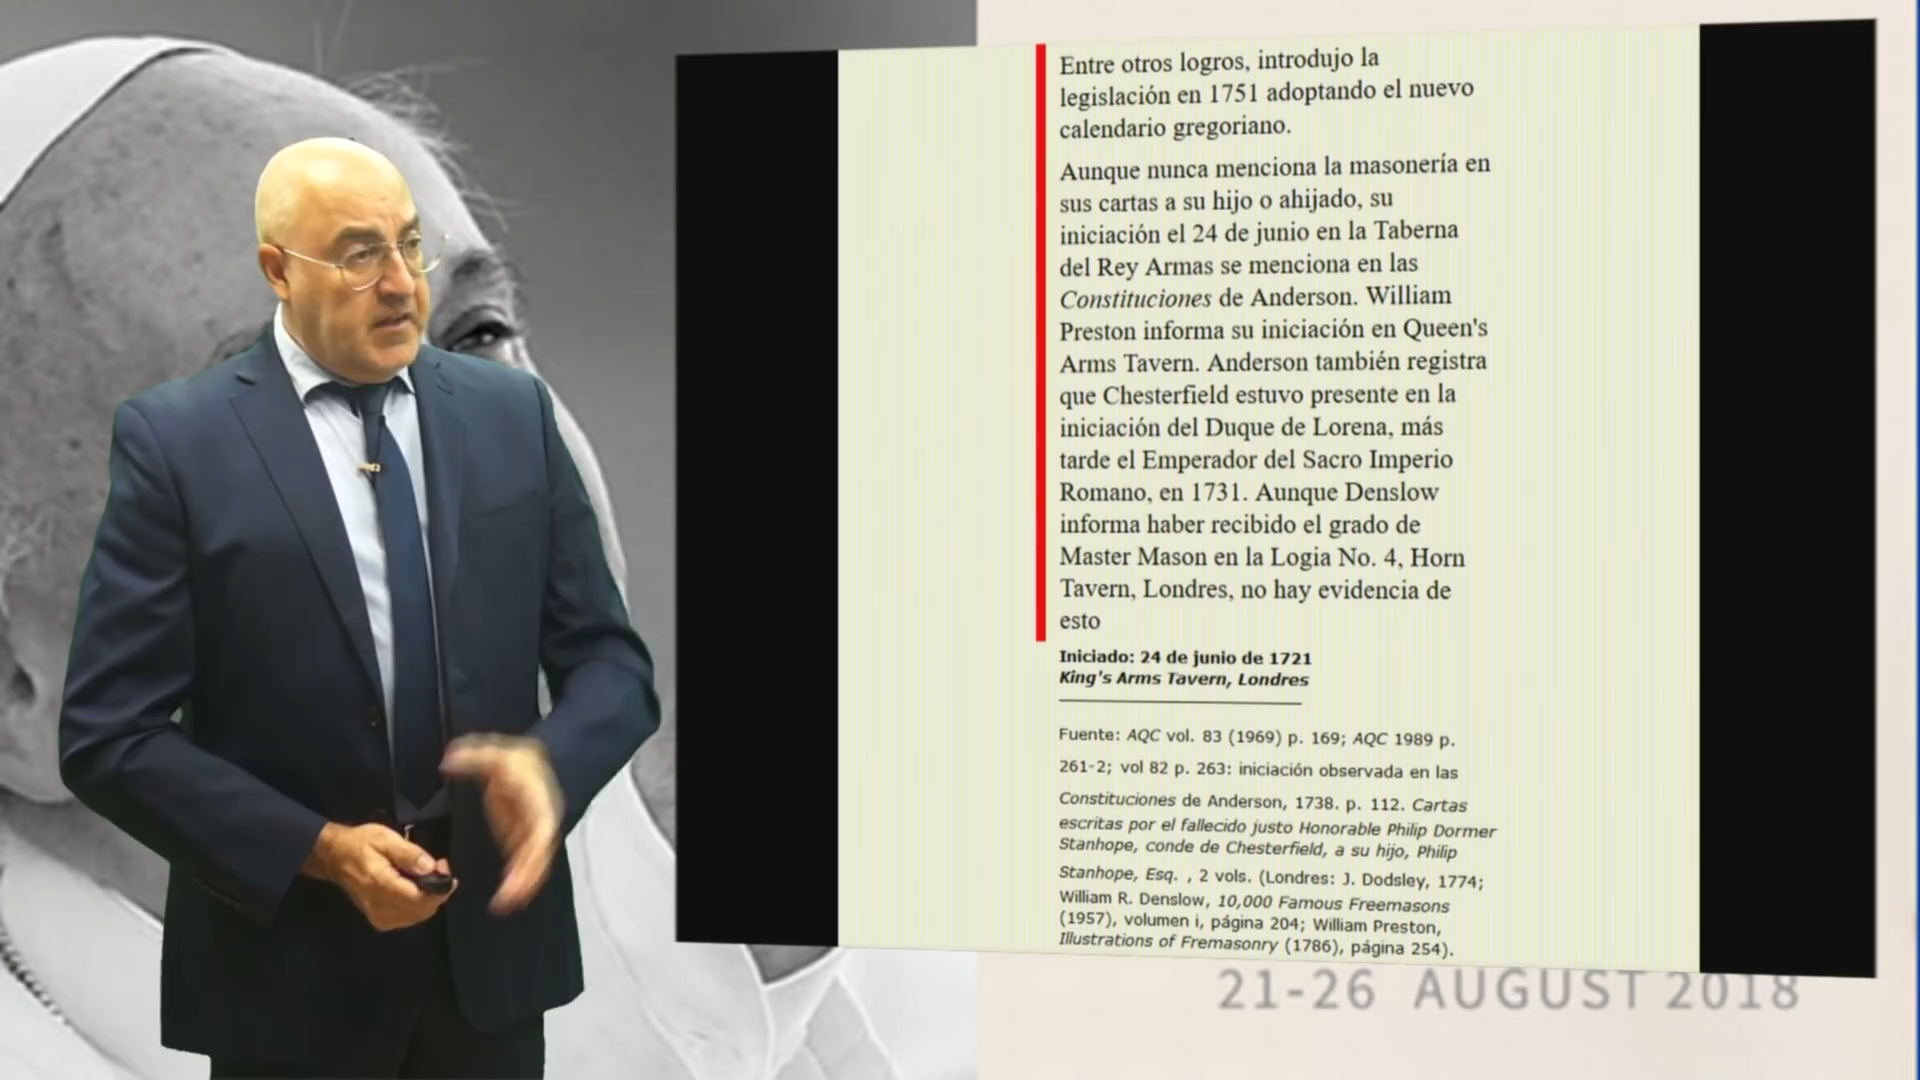 Entre otros logros, introdujo la
legislación en 1751 adoptando el nuevo
calendario gregoriano.
Aunque nunca menciona la masonería en
sus cartas a su hijo o ahijado, su
iniciación el 24 de junio en la Taberna
del Rey Armas se menciona en las
Constituciones de Anderson. William
Preston informa su iniciación en Queen's
Arms Tavern. Anderson también registra
que Chesterfield estuvo presente en la
iniciación del Duque de Lorena, más
tarde el Emperador del Sacro Imperio
Romano, en 1731. Aunque Denslow
informa haber recibido el grado de
Master Mason en la Logia No. 4, Horn
Tavern, Londres, no hay evidencia de
esto
Iniciado: 24 de junio de 1721
King's Arms Tavern, Londres
Fuente: AQC vol. 83 (1969) p. 169; AQC 1989 p.
261-2; vol 82 p. 263: iniciación observada en las
Constituciones de Anderson, 1738. p. 112. Cartas
escritas por el fallecido justo Honorable Philip Dormer
Stanhope, conde de Chesterfield, a su hijo, Philip
Stanhope, Esq. , 2 vols. (Londres: J. Dodsley, 1774;
William R. Denslow, 10,000 Famous Freemasons
(1957), volumen i, página 204; William Preston,
Illustrations of Fremasonry (1786), página 254).
21-26 AUGUST 2018